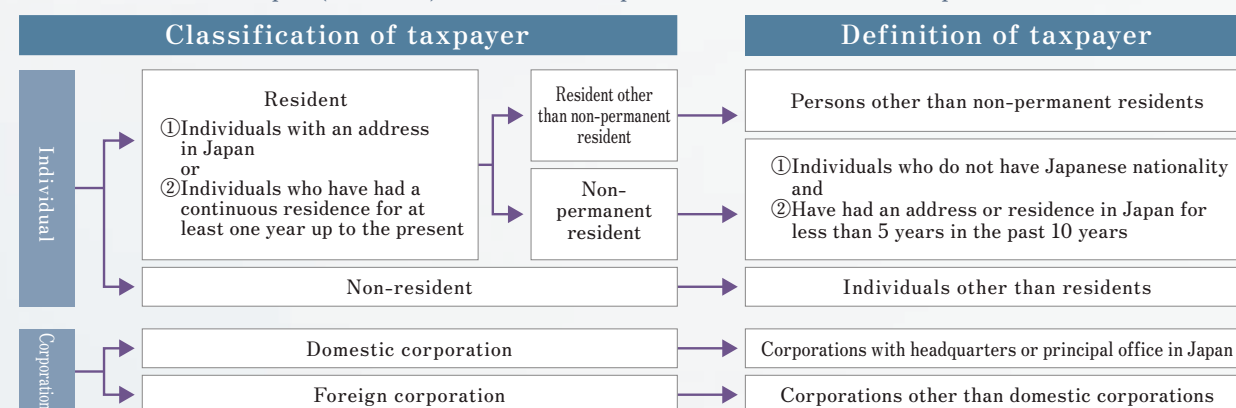 Classification of taxpayer
Definition of taxpayer
Individual
Resident
①Individuals with an address
in Japan
or
②Individuals who have had a
continuous residence for at
least one year up to the present
Resident other
than non-permanent
resident
Persons other than non-permanent residents
Non-
permanent
resident
①Individuals who do not have Japanese nationality
and
②Have had an address or residence in Japan for
less than 5 years in the past 10 years
Non-resident
Individuals other than residents
Corporation
Domestic corporation
Corporations with headquarters or principal office in Japan
Foreign corporation
Corporations other than domestic corporations